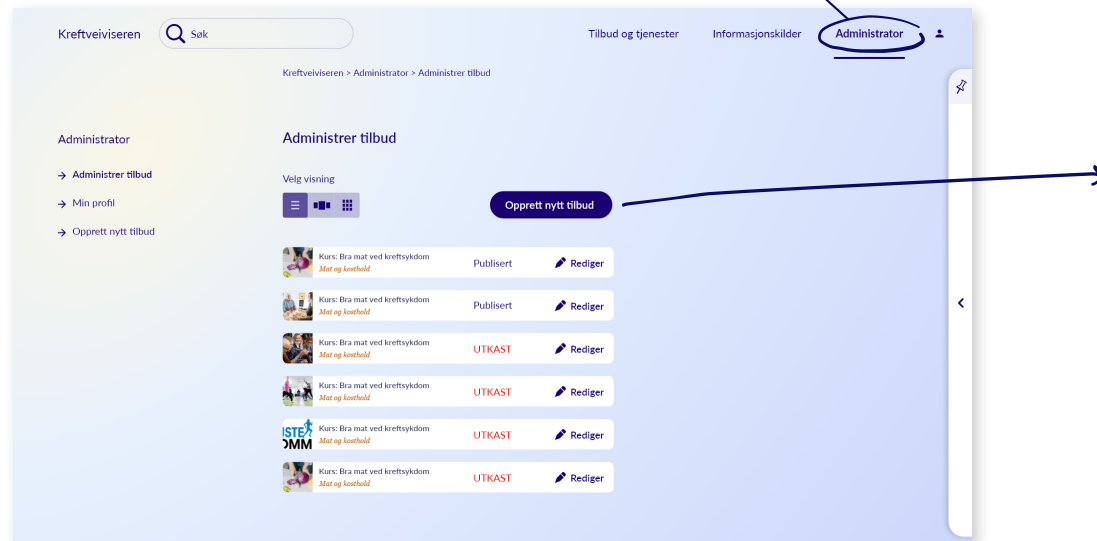 Kreftveiviseren
Søk
Tilbud og tjenester
Informasjonskilder
Administrator
Kreftveiviseren > Administrator > Administrer tilbud
Administrator
→ Administrer tilbud
→ Min profil
→ Opprett nytt tilbud
Administrer tilbud
Velg visning
Opprett nytt tilbud
Kurs: Bra mat ved kreftsykdom
Mat og kosthold
Publisert
Rediger
Kurs: Bra mat ved kreftsykdom
Mat og kosthold
Publisert
Rediger
Kurs: Bra mat ved kreftsykdom
Mat og kosthold
UTKAST
Rediger
Kurs: Bra mat ved kreftsykdom
Mat og kosthold
UTKAST
Rediger
ISTE
OMM
Kurs: Bra mat ved kreftsykdom
Mat og kosthold
UTKAST
Rediger
Kurs: Bra mat ved kreftsykdom
Mat og kosthold
UTKAST
Rediger